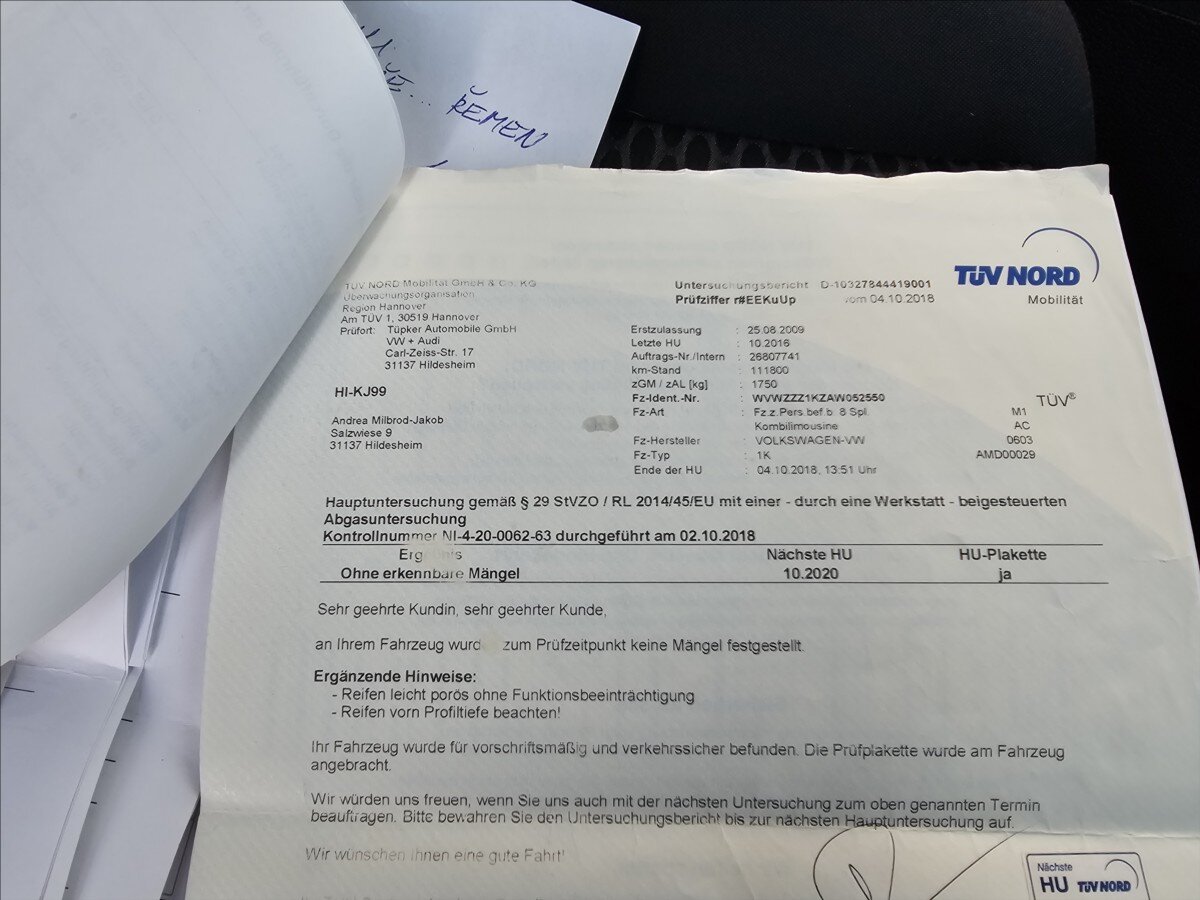 ŘEMEN
TÜV NORD
Mobilität
TÜV NORD Mobilität GmbH & Co. KG
Überwachungsorganisation
Region Hannover
Am TÜV 1, 30519 Hannover
Prüfort: Tüpker Automobile GmbH
VW + Audi
Carl-Zeiss-Str. 17
31137 Hildesheim
HI-KJ99
Andrea Milbrod-Jakob
Salzwiese 9
31137 Hildesheim
Untersuchungsbericht D-10327844419001
Prüfziffer r#EEKuUp vom 04.10.2018
Erstzulassung : 25.08.2009
Letzte HU : 10.2016
Auftrags-Nr./Intern : 26807741
km-Stand : 111800
zGM / zAL [kg] : 1750
Fz-Ident.-Nr. : WVWZZZ1KZAW052550
Fz-Art : Fz.z.Pers.bef.b. 8 Spl. M1
Kombilimousine AC
Fz-Hersteller : VOLKSWAGEN-VW 0603
Fz-Typ : 1K AMD00029
Ende der HU : 04.10.2018, 13:51 Uhr
TÜV®
Hauptuntersuchung gemäß § 29 StVZO / RL 2014/45/EU mit einer - durch eine Werkstatt - beigesteuerten
Abgasuntersuchung
Kontrollnummer NI-4-20-0062-63 durchgeführt am 02.10.2018
Ergebnis Nächste HU HU-Plakette
Ohne erkennbare Mängel 10.2020 ja
Sehr geehrte Kundin, sehr geehrter Kunde,
an Ihrem Fahrzeug wurd zum Prüfzeitpunkt keine Mängel festgestellt.
Ergänzende Hinweise:
- Reifen leicht porös ohne Funktionsbeeinträchtigung
- Reifen vorn Profiltiefe beachten!
Ihr Fahrzeug wurde für vorschriftsmäßig und verkehrssicher befunden. Die Prüfplakette wurde am Fahrzeug
angebracht.
Wir würden uns freuen, wenn Sie uns auch mit der nächsten Untersuchung zum oben genannten Termin
beauftragen. Bitte bewahren Sie den Untersuchungsbericht bis zur nächsten Hauptuntersuchung auf.
Wir wünschen Ihnen eine gute Fahrt!
Nächste
HU TÜV NORD